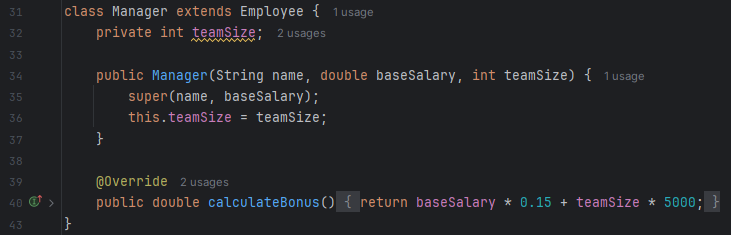 31 class Manager extends Employee { 1 usage
32 private int teamSize; 2 usages
33
34 public Manager(String name, double baseSalary, int teamSize) { 1 usage
35 super(name, baseSalary);
36 this.teamSize = teamSize;
37 }
38
39 @Override 2 usages
40 public double calculateBonus() { return baseSalary * 0.15 + teamSize * 5000; }
43 }